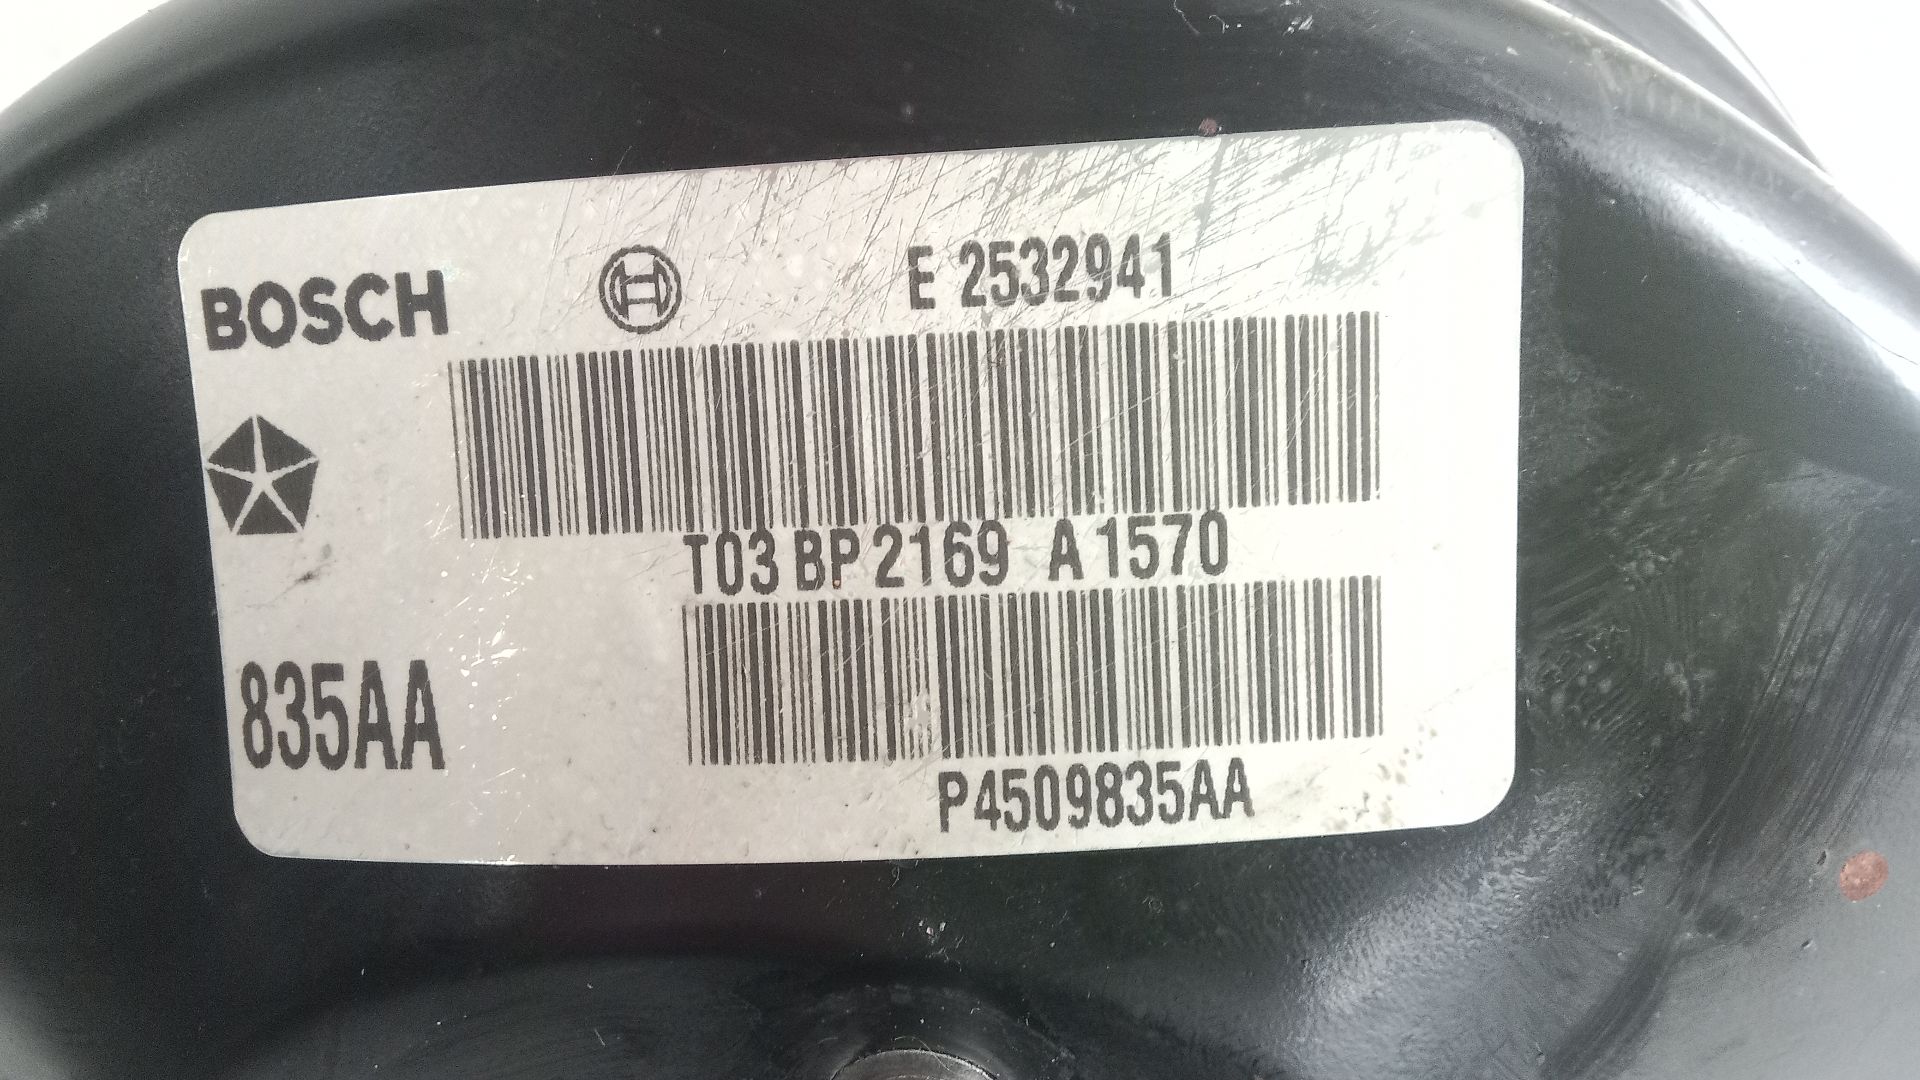 BOSCH E 2532941
T03 BP 2169 A 1570
835AA
P4509835AA